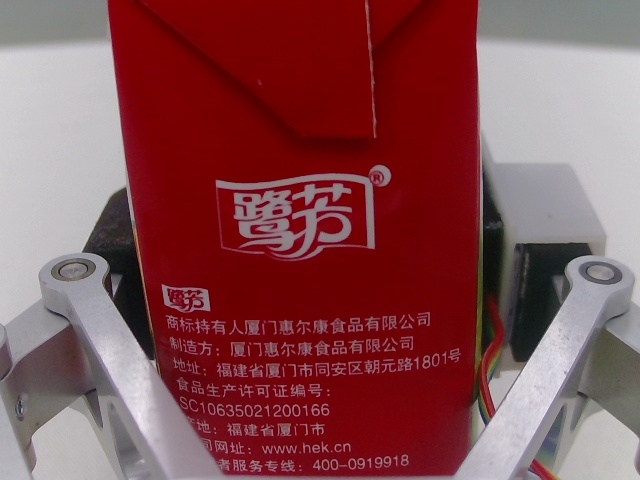 鹭芳®
鹭芳
商标持有人厦门惠尔康食品有限公司
制造方：厦门惠尔康食品有限公司
地址：福建省厦门市同安区朝元路1801号
食品生产许可证编号：
SC10635021200166
地：福建省厦门市
司网址：www.hek.cn
者服务专线：400-0919918